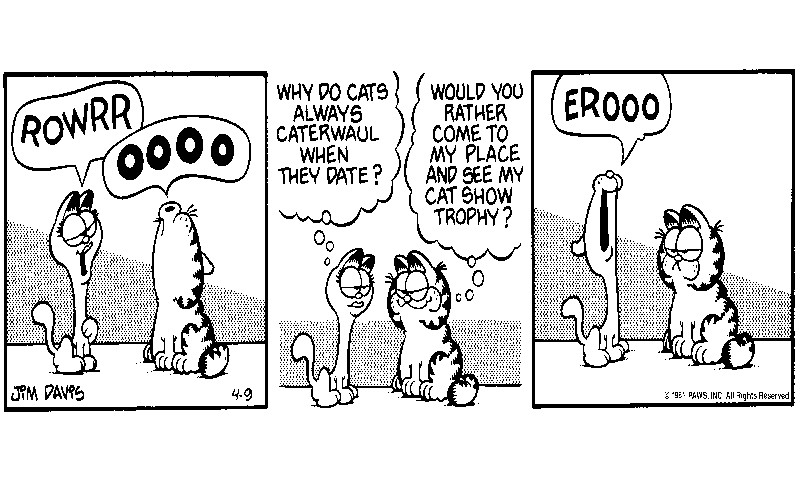 ROWRR
OOOO
JIM DAVIS
4-9
WHY DO CATS
ALWAYS
CATERWAUL
WHEN
THEY DATE?
WOULD YOU
RATHER
COME TO
MY PLACE
AND SEE MY
CAT SHOW
TROPHY?
EROOO
© 1981 PAWS, INC. All Rights Reserved